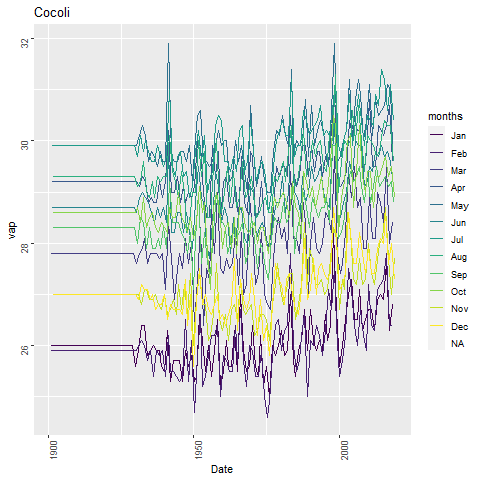 Cocoli
32
30
28
26
vap
1900
1950
2000
Date
months
Jan
Feb
Mar
Apr
May
Jun
Jul
Aug
Sep
Oct
Nov
Dec
NA